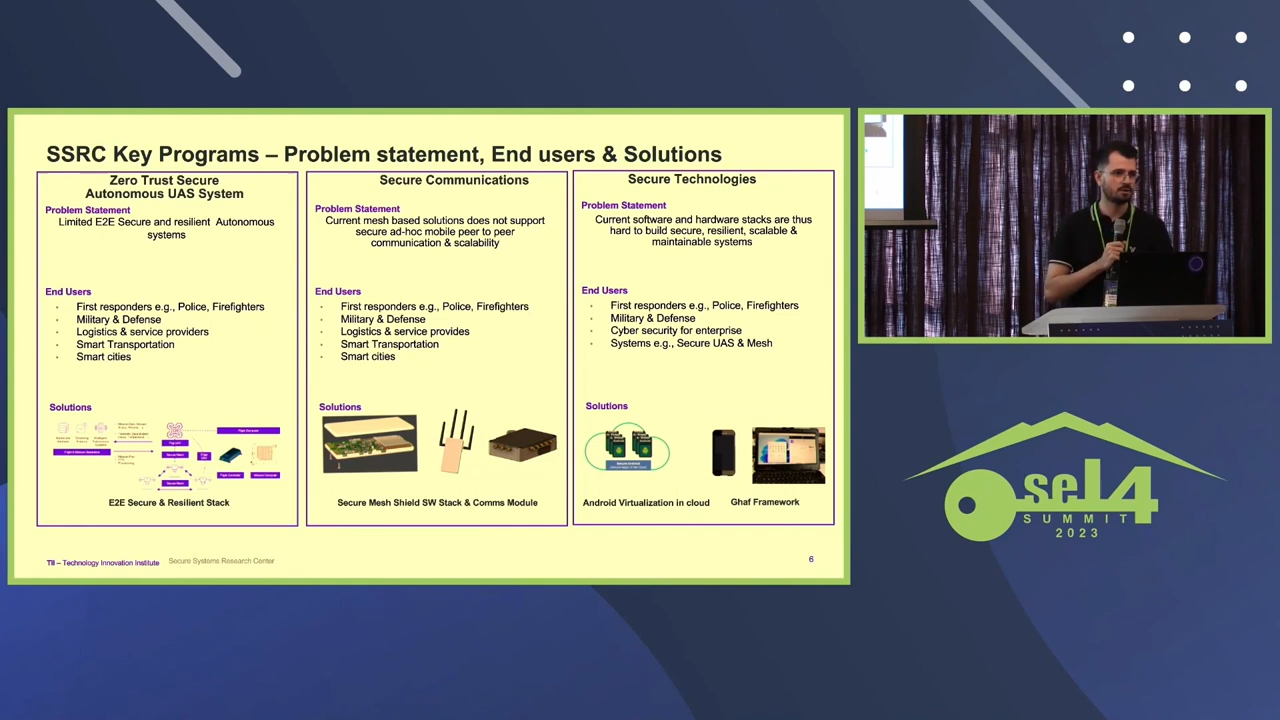 SSRC Key Programs – Problem statement, End users & Solutions
Zero Trust Secure
Autonomous UAS System
Problem Statement
Limited E2E Secure and resilient Autonomous
systems
End Users
First responders e.g., Police, Firefighters
Military & Defense
Logistics & service providers
Smart Transportation
Smart cities
Solutions
E2E Secure & Resilient Stack
Secure Communications
Problem Statement
Current mesh based solutions does not support
secure ad-hoc mobile peer to peer
communication & scalability
End Users
First responders e.g., Police, Firefighters
Military & Defense
Logistics & service provides
Smart Transportation
Smart cities
Solutions
Secure Mesh Shield SW Stack & Comms Module
Secure Technologies
Problem Statement
Current software and hardware stacks are thus
hard to build secure, resilient, scalable &
maintainable systems
End Users
First responders e.g., Police, Firefighters
Military & Defense
Cyber security for enterprise
Systems e.g., Secure UAS & Mesh
Solutions
Android Virtualization in cloud
Ghaf Framework
TII – Technology Innovation Institute
Secure Systems Research Center
6
seL4
SUMMIT
2023